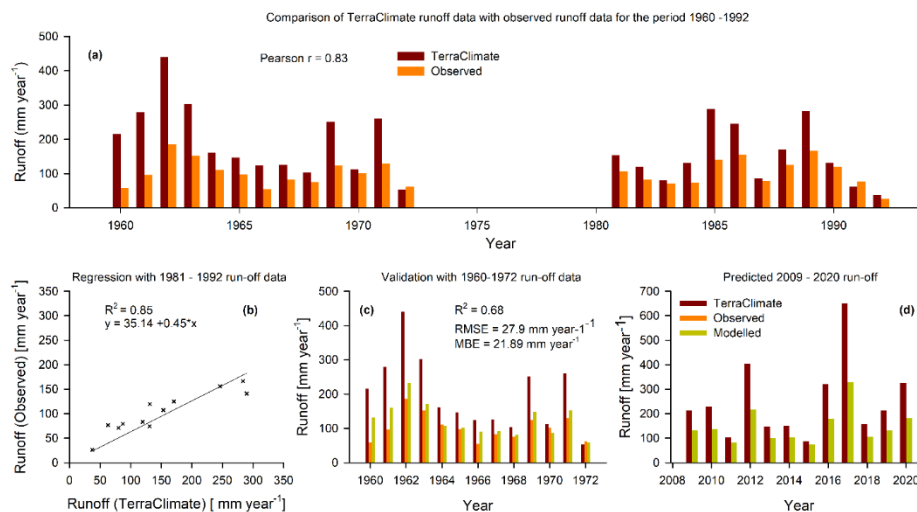 Comparison of TerraClimate runoff data with observed runoff data for the period 1960 -1992
(a)
Pearson r = 0.83
TerraClimate
Observed
Runoff (mm year-1)
500
400
300
200
100
0
1960 1965 1970 1975 1980 1985 1990
Year
Regression with 1981 - 1992 run-off data
(b)
R2 = 0.85
y = 35.14 +0.45*x
Runoff (Observed) [mm year-1]
350
300
250
200
150
100
50
0
0 50 100 150 200 250 300 350
Runoff (TerraClimate) [ mm year-1]
Validation with 1960-1972 run-off data
(c)
R2 = 0.68
RMSE = 27.9 mm year-1-1
MBE = 21.89 mm year-1
Runoff [mm year-1]
500
400
300
200
100
0
1960 1962 1964 1966 1968 1970 1972
Year
Predicted 2009 - 2020 run-off
TerraClimate
Observed
Modelled
(d)
Runoff [mm year-1]
700
600
500
400
300
200
100
0
2008 2010 2012 2014 2016 2018 2020
Year